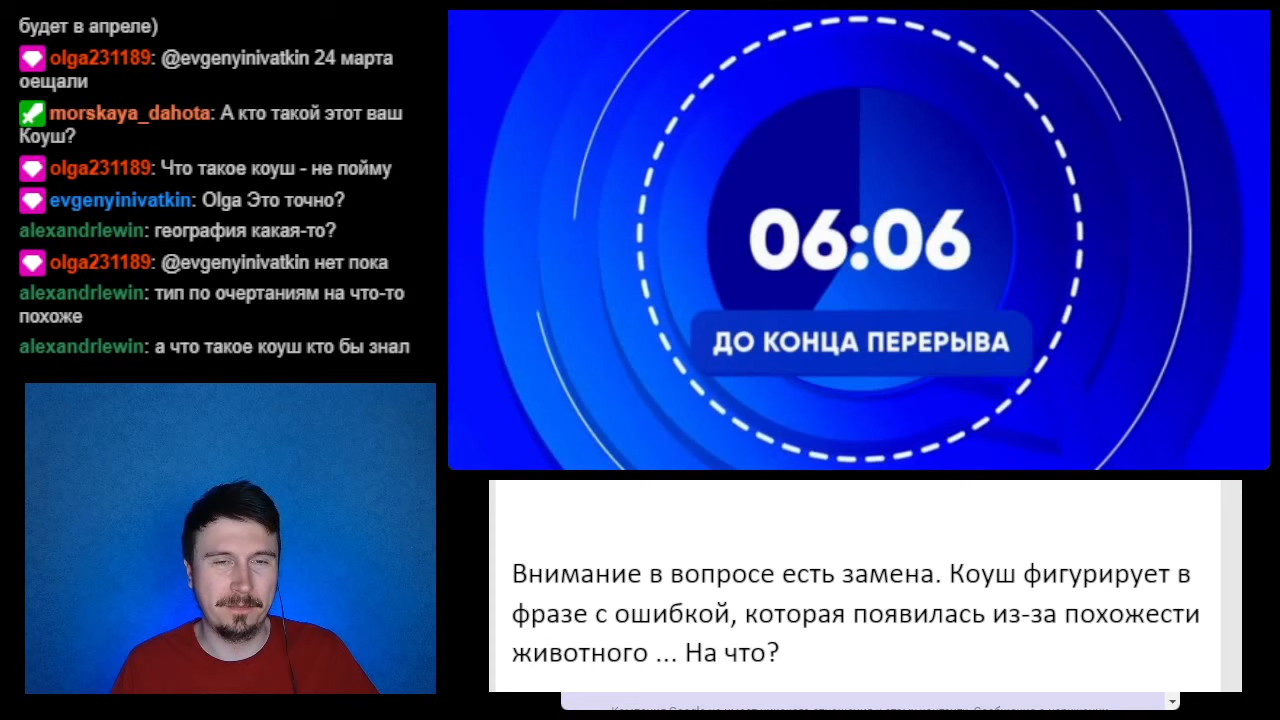 будет в апреле)
olga231189: @evgenyinivatkin 24 марта
оещали
morskaya_dahota: А кто такой этот ваш
Коуш?
olga231189: Что такое коуш - не пойму
evgenyinivatkin: Olga Это точно?
alexandrlewin: география какая-то?
olga231189: @evgenyinivatkin нет пока
alexandrlewin: тип по очертаниям на что-то
похоже
alexandrlewin: а что такое коуш кто бы знал
06:06
ДО КОНЦА ПЕРЕРЫВА
Внимание в вопросе есть замена. Коуш фигурирует в
фразе с ошибкой, которая появилась из-за похожести
животного ... На что?